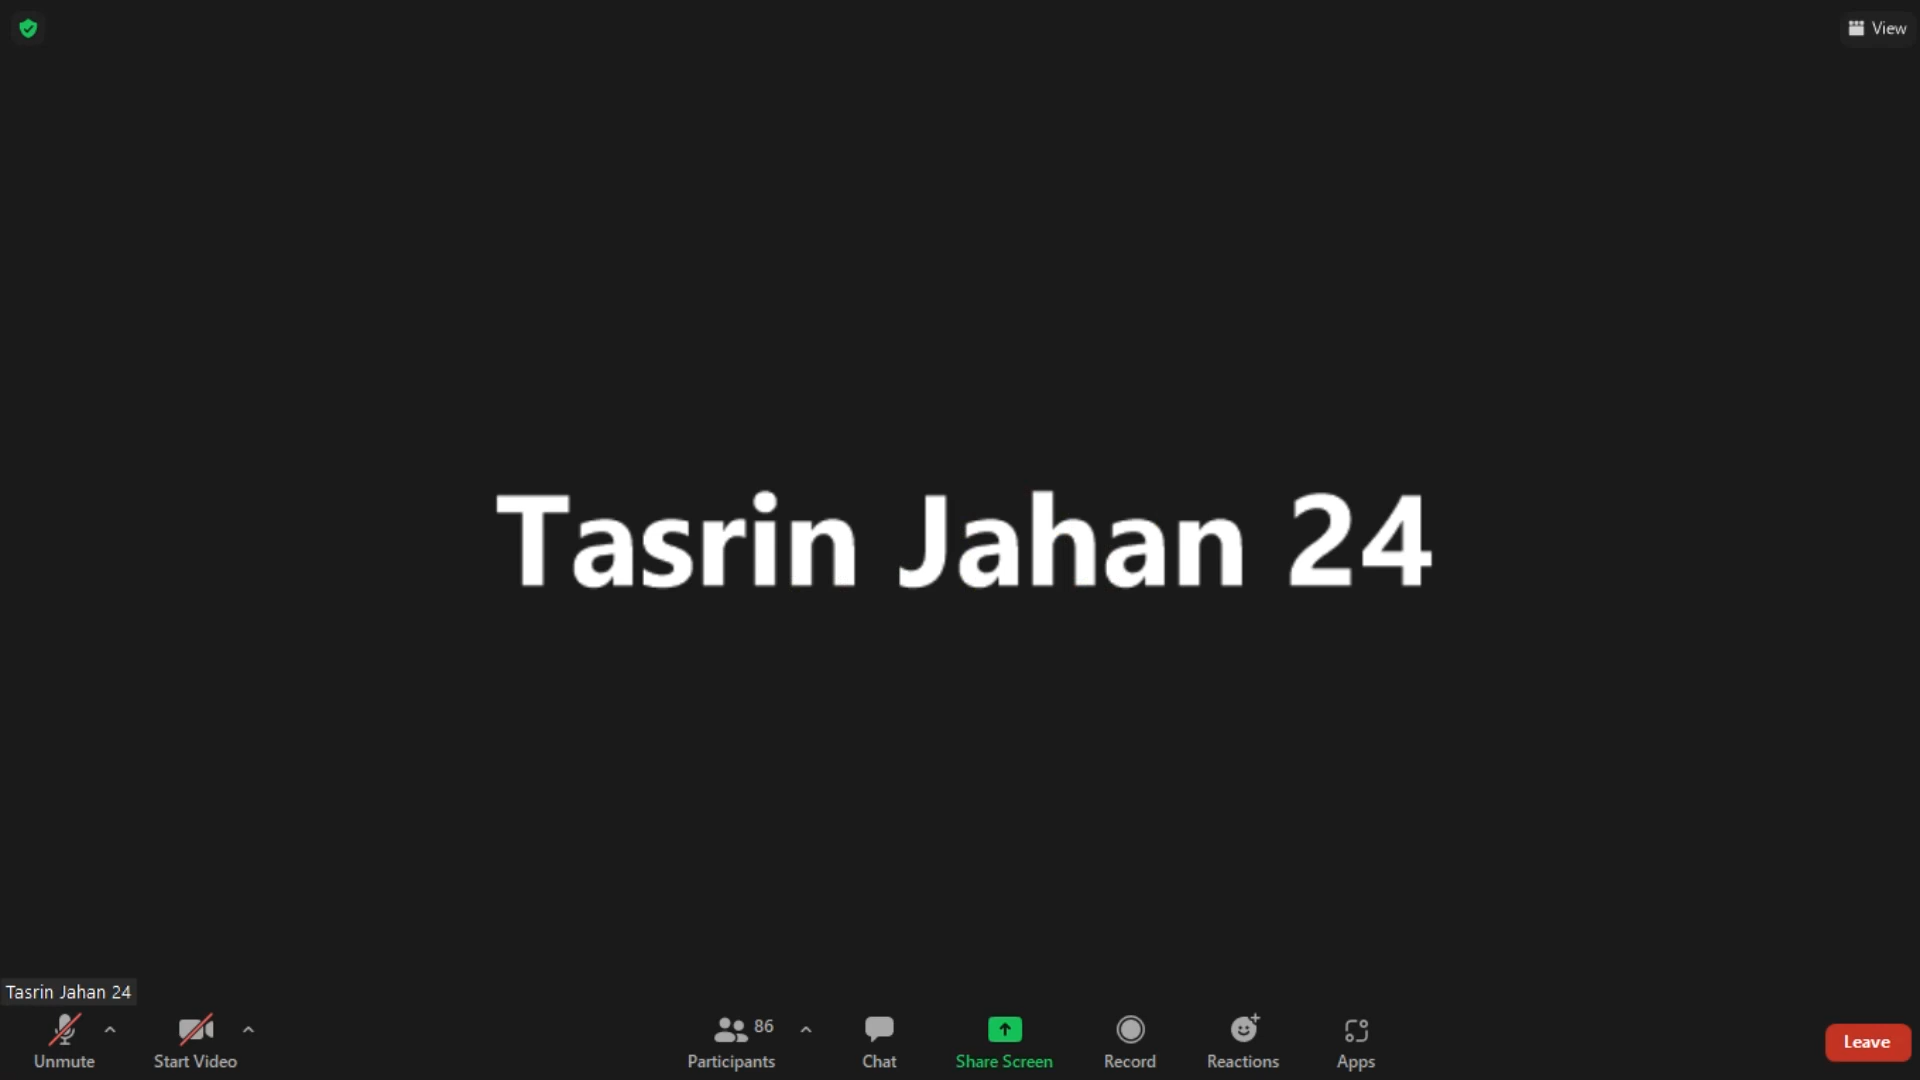 View
Tasrin Jahan 24
Tasrin Jahan 24
86
Unmute
Start Video
Participants
Chat
Share Screen
Record
Reactions
Apps
Leave